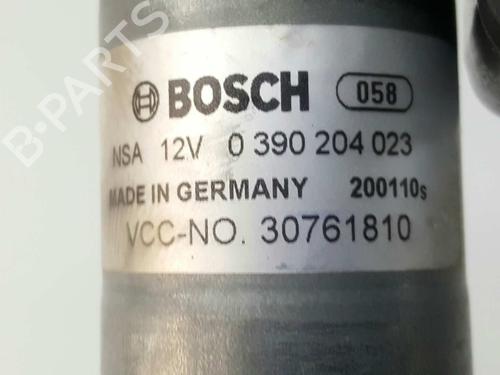 BOSCH 058
NSA 12V 0 390 204 023
MADE IN GERMANY 200110s
VCC-NO. 30761810
B-PARTS